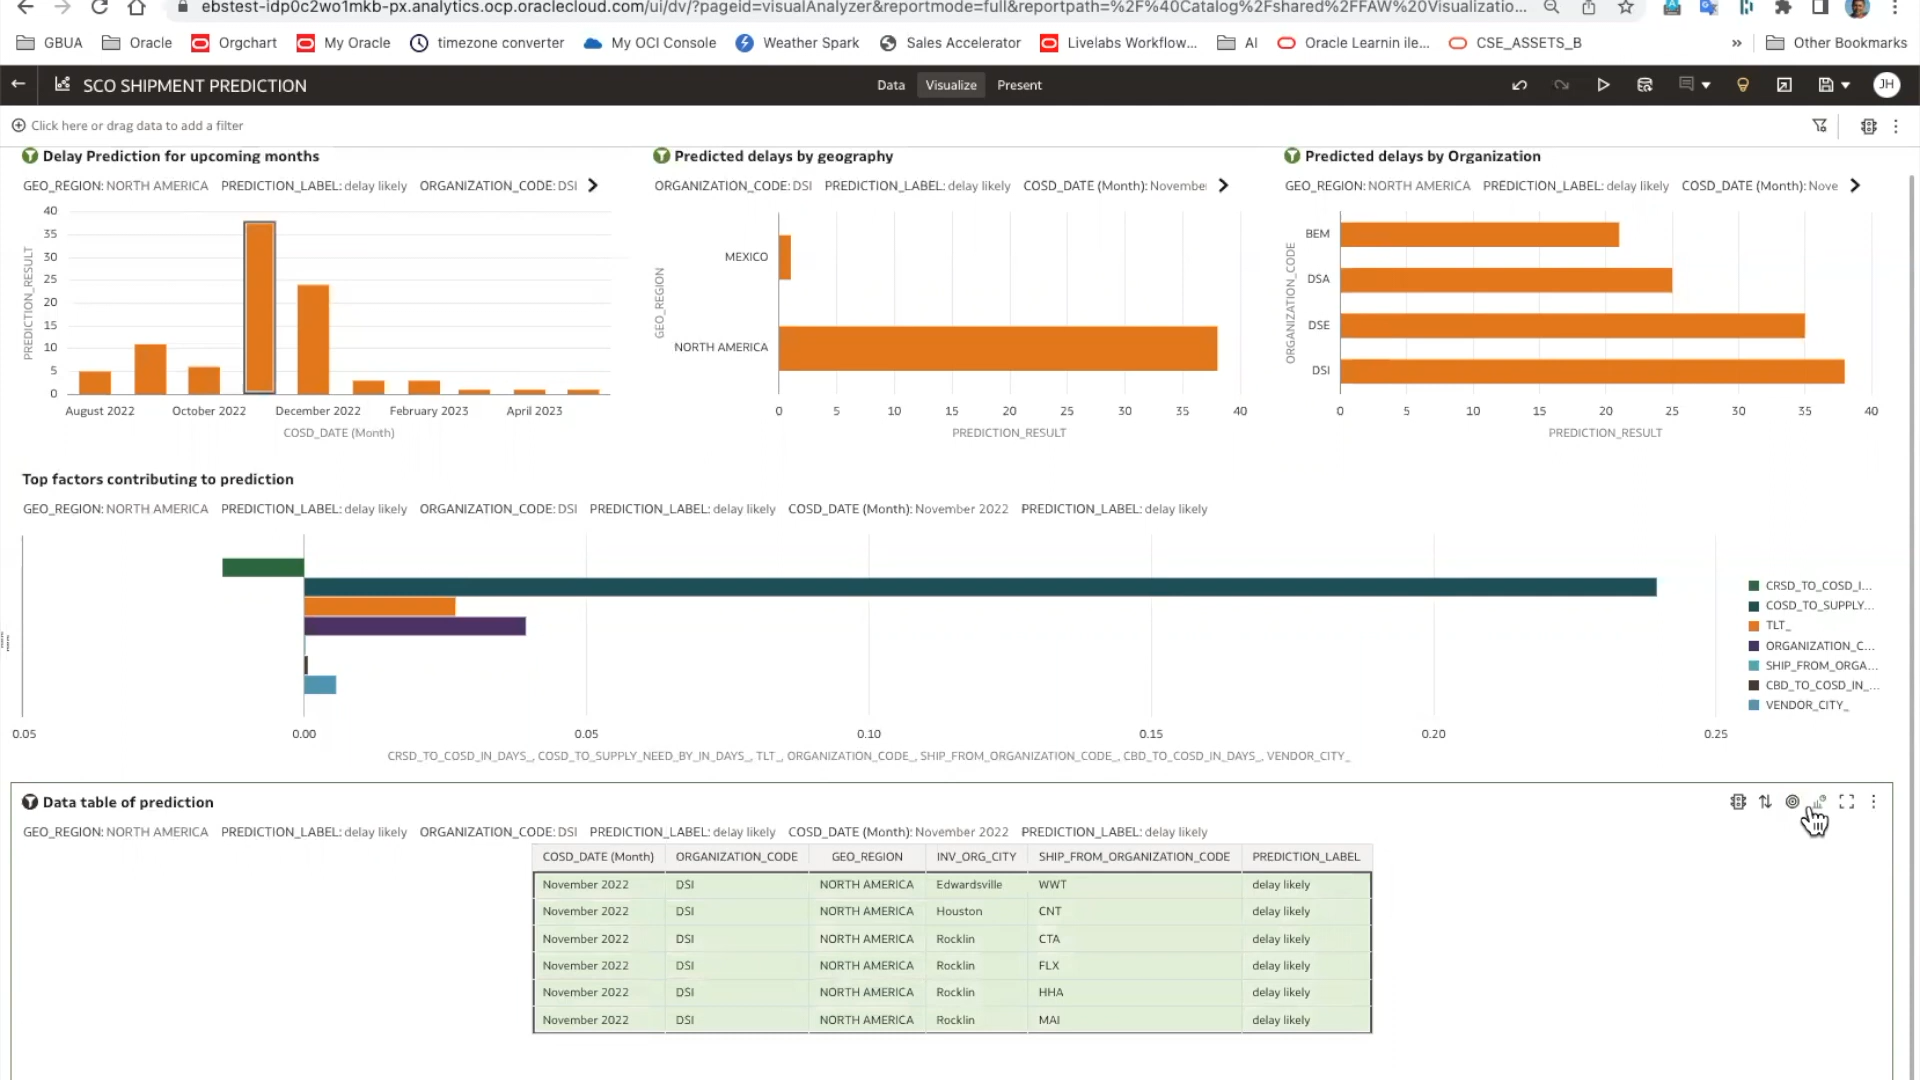 ebstest-idp0c2wo1mkb-px.analytics.ocp.oraclecloud.com/ui/dv/?pageid=visualAnalyzer&reportmode=full&reportpath=%2F%40Catalog%2Fshared%2FFAW%20Visualizatio...
GBUA Oracle Orgchart My Oracle timezone converter My OCI Console Weather Spark Sales Accelerator Livelabs Workflow... AI Oracle Learnin ile... CSE_ASSETS_B » Other Bookmarks
SCO SHIPMENT PREDICTION Data Visualize Present JH
Click here or drag data to add a filter
Delay Prediction for upcoming months
GEO_REGION: NORTH AMERICA PREDICTION_LABEL: delay likely ORGANIZATION_CODE: DSI
40
35
30
25
20
15
10
5
0
PREDICTION_RESULT
August 2022 October 2022 December 2022 February 2023 April 2023
COSD_DATE (Month)
Predicted delays by geography
ORGANIZATION_CODE: DSI PREDICTION_LABEL: delay likely COSD_DATE (Month): Novembe
GEO_REGION
MEXICO
NORTH AMERICA
0 5 10 15 20 25 30 35 40
PREDICTION_RESULT
Predicted delays by Organization
GEO_REGION: NORTH AMERICA PREDICTION_LABEL: delay likely COSD_DATE (Month): Nove
ORGANIZATION_CODE
BEM
DSA
DSE
DSI
0 5 10 15 20 25 30 35 40
PREDICTION_RESULT
Top factors contributing to prediction
GEO_REGION: NORTH AMERICA PREDICTION_LABEL: delay likely ORGANIZATION_CODE: DSI PREDICTION_LABEL: delay likely COSD_DATE (Month): November 2022 PREDICTION_LABEL: delay likely
CRSD_TO_COSD_I...
COSD_TO_SUPPLY...
TLT_
ORGANIZATION_C...
SHIP_FROM_ORGA...
CBD_TO_COSD_IN_...
VENDOR_CITY_
0.05 0.00 0.05 0.10 0.15 0.20 0.25
CRSD_TO_COSD_IN_DAYS_, COSD_TO_SUPPLY_NEED_BY_IN_DAYS_, TLT_, ORGANIZATION_CODE_, SHIP_FROM_ORGANIZATION_CODE_, CBD_TO_COSD_IN_DAYS_, VENDOR_CITY_
Data table of prediction
GEO_REGION: NORTH AMERICA PREDICTION_LABEL: delay likely ORGANIZATION_CODE: DSI PREDICTION_LABEL: delay likely COSD_DATE (Month): November 2022 PREDICTION_LABEL: delay likely
COSD_DATE (Month) ORGANIZATION_CODE GEO_REGION INV_ORG_CITY SHIP_FROM_ORGANIZATION_CODE PREDICTION_LABEL
November 2022 DSI NORTH AMERICA Edwardsville WWT delay likely
November 2022 DSI NORTH AMERICA Houston CNT delay likely
November 2022 DSI NORTH AMERICA Rocklin CTA delay likely
November 2022 DSI NORTH AMERICA Rocklin FLX delay likely
November 2022 DSI NORTH AMERICA Rocklin HHA delay likely
November 2022 DSI NORTH AMERICA Rocklin MAI delay likely